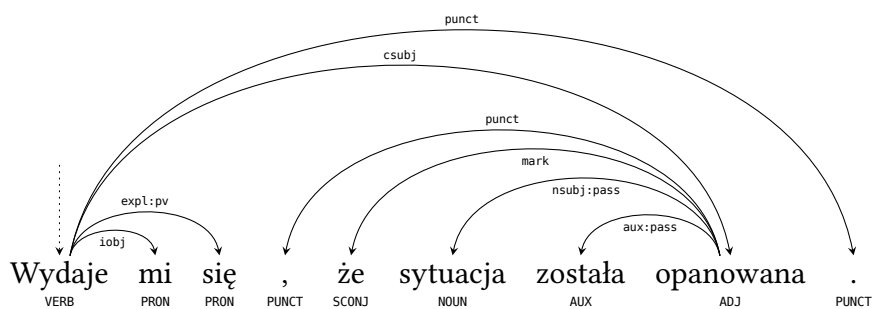 punct
csubj
punct
mark
expl:pv
nsubj:pass
iobj
aux:pass
Wydaje mi się , że sytuacja została opanowana .
VERB PRON PRON PUNCT SCONJ NOUN AUX ADJ PUNCT